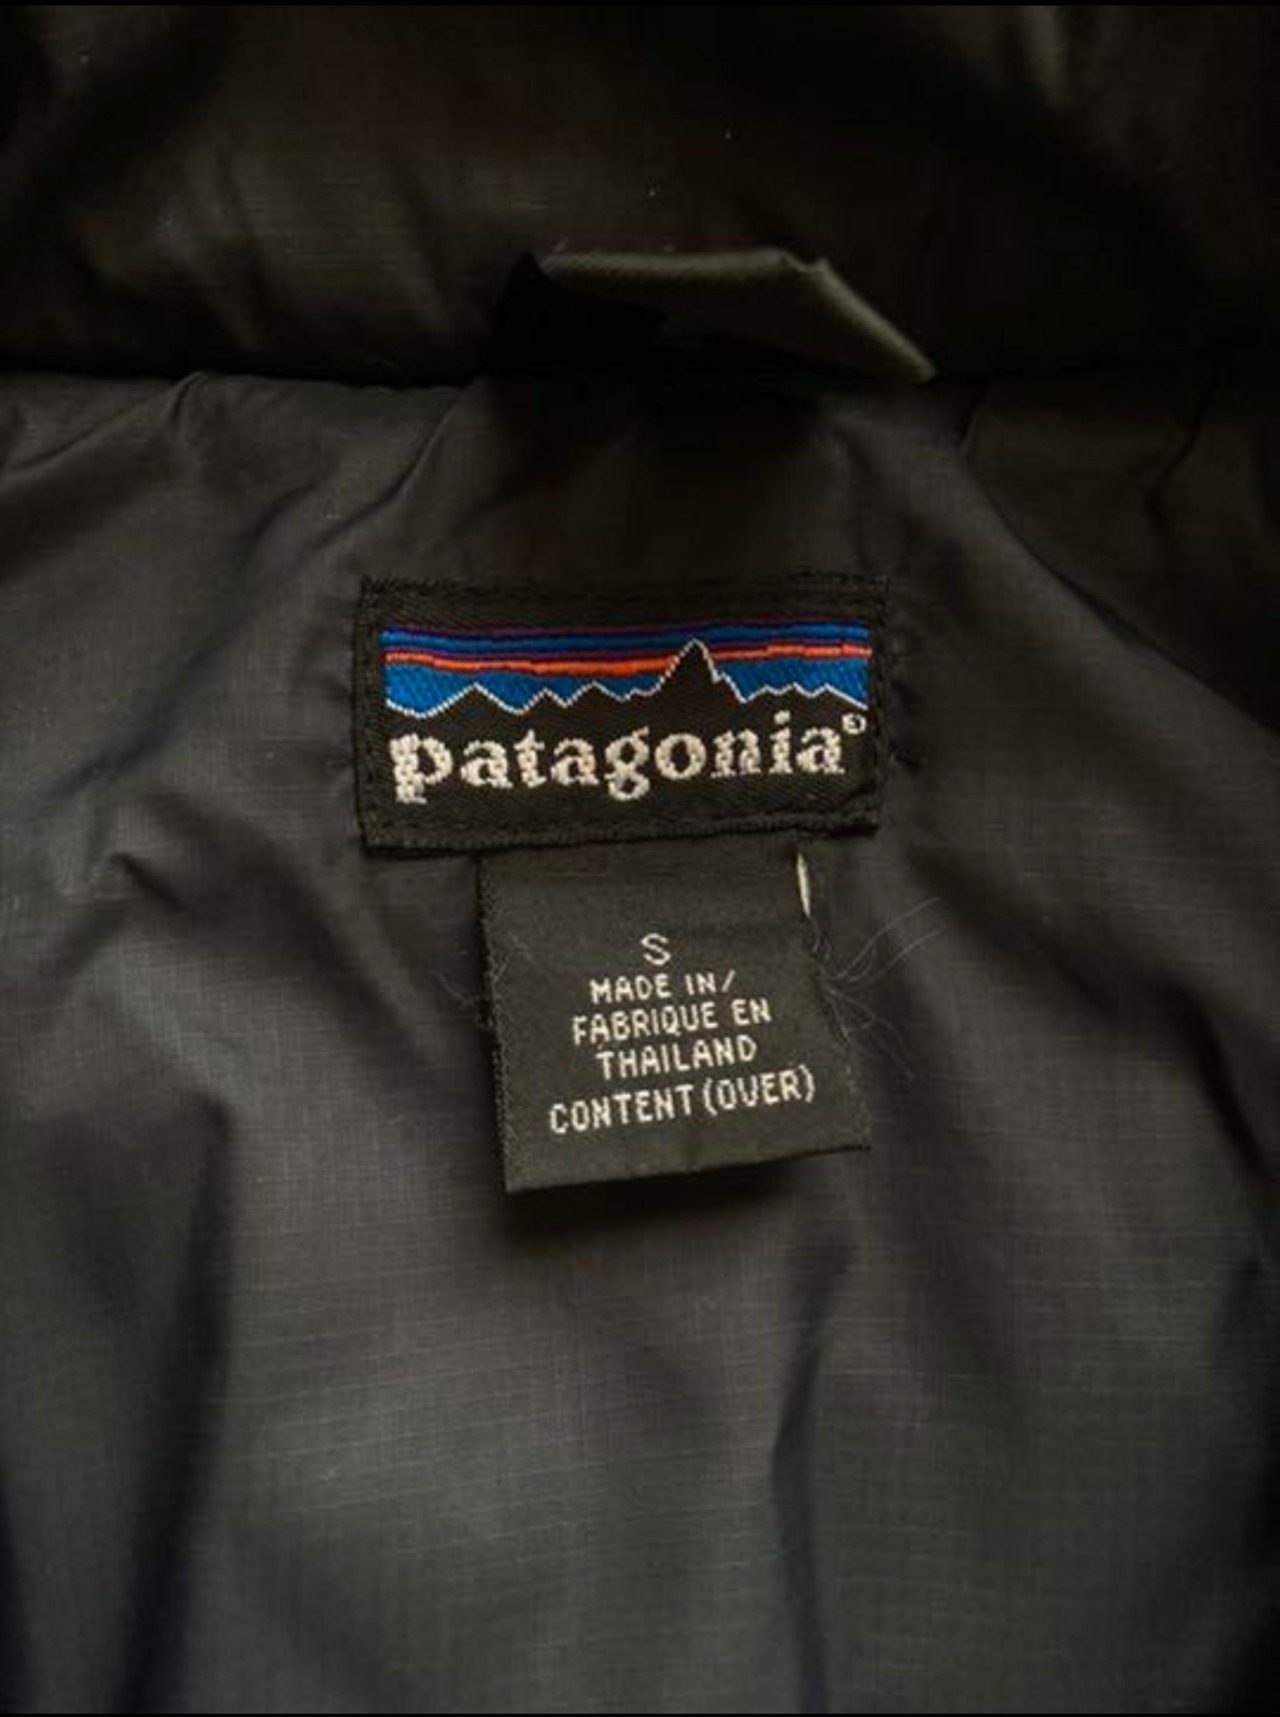 patagonia®
S
MADE IN/
FABRIQUE EN
THAILAND
CONTENT (OVER)